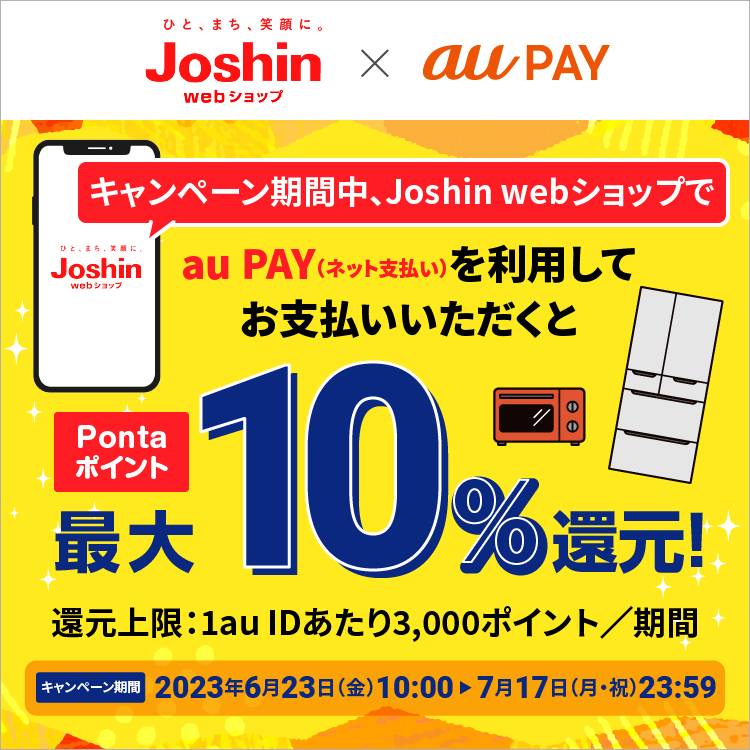 ひと、まち、笑顔に。
Joshin
webショップ
×
au PAY
キャンペーン期間中、Joshin webショップで
ひと、まち、笑顔に。
Joshin
webショップ
au PAY(ネット支払い)を利用して
お支払いいただくと
Ponta
ポイント
最大10%還元!
還元上限:1au IDあたり3,000ポイント/期間
キャンペーン期間 2023年6月23日(金)10:00▶7月17日(月・祝)23:59